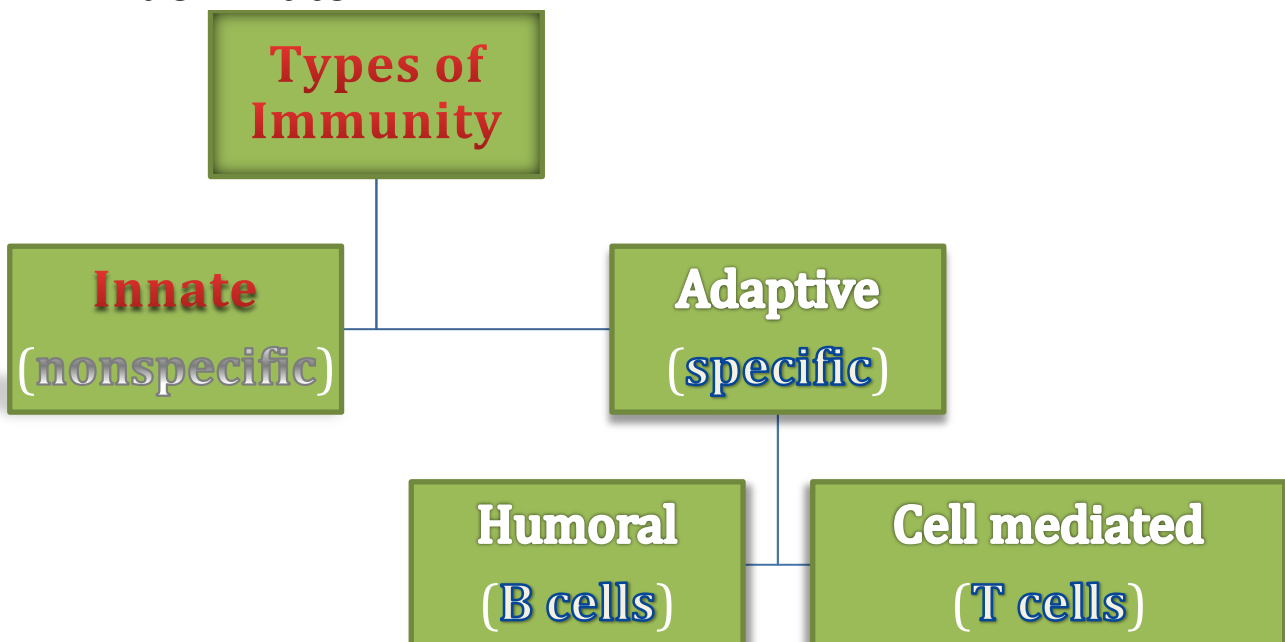 Types of
Immunity
Innate
(nonspecific)
Adaptive
(specific)
Humoral
(B cells)
Cell mediated
(T cells)